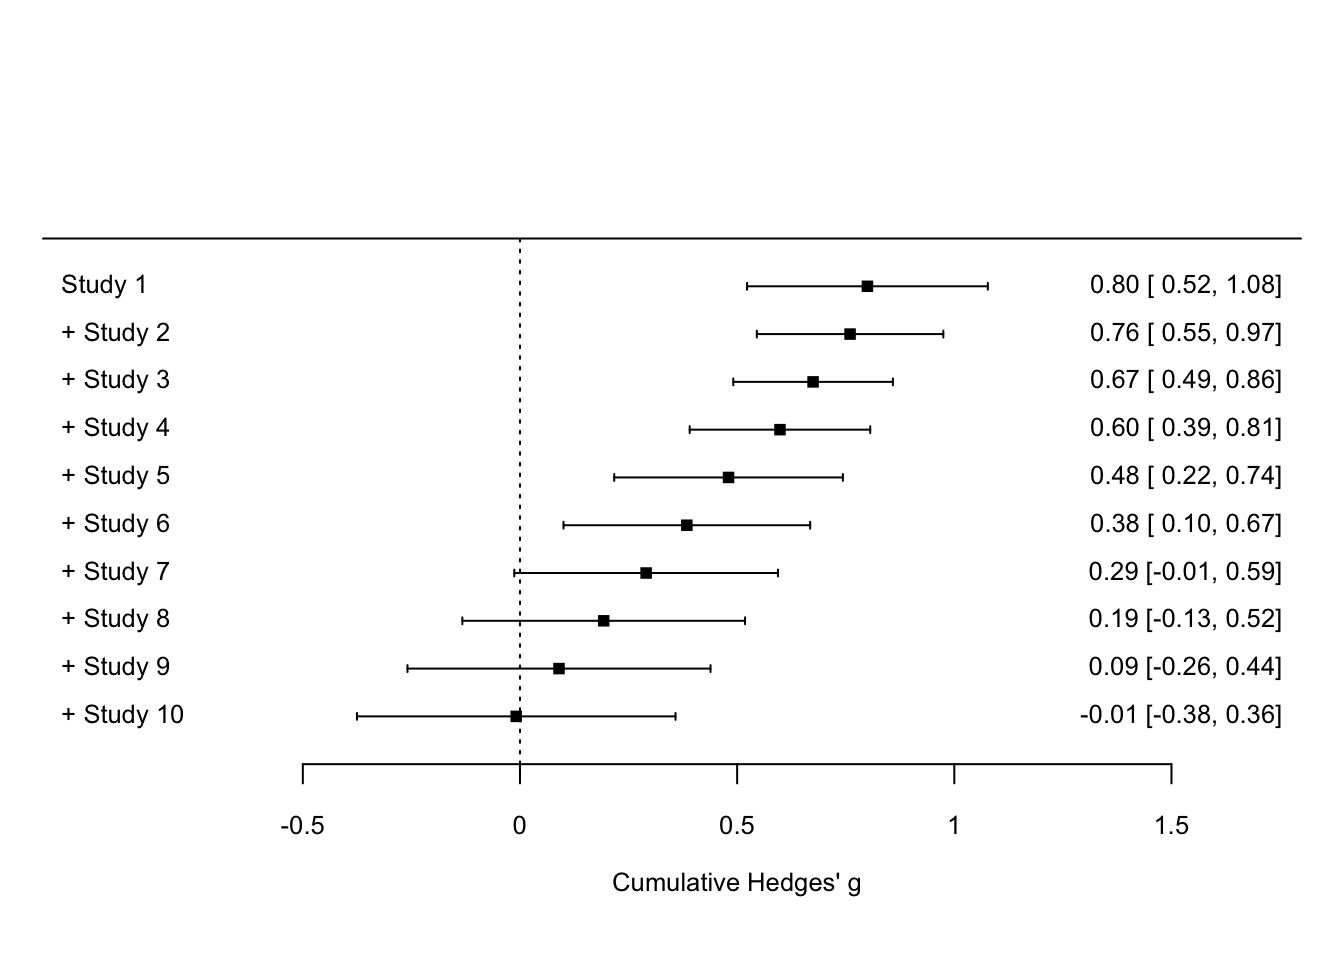 Study 1 0.80 [ 0.52, 1.08]
+ Study 2 0.76 [ 0.55, 0.97]
+ Study 3 0.67 [ 0.49, 0.86]
+ Study 4 0.60 [ 0.39, 0.81]
+ Study 5 0.48 [ 0.22, 0.74]
+ Study 6 0.38 [ 0.10, 0.67]
+ Study 7 0.29 [-0.01, 0.59]
+ Study 8 0.19 [-0.13, 0.52]
+ Study 9 0.09 [-0.26, 0.44]
+ Study 10 -0.01 [-0.38, 0.36]
-0.5 0 0.5 1 1.5
Cumulative Hedges' g